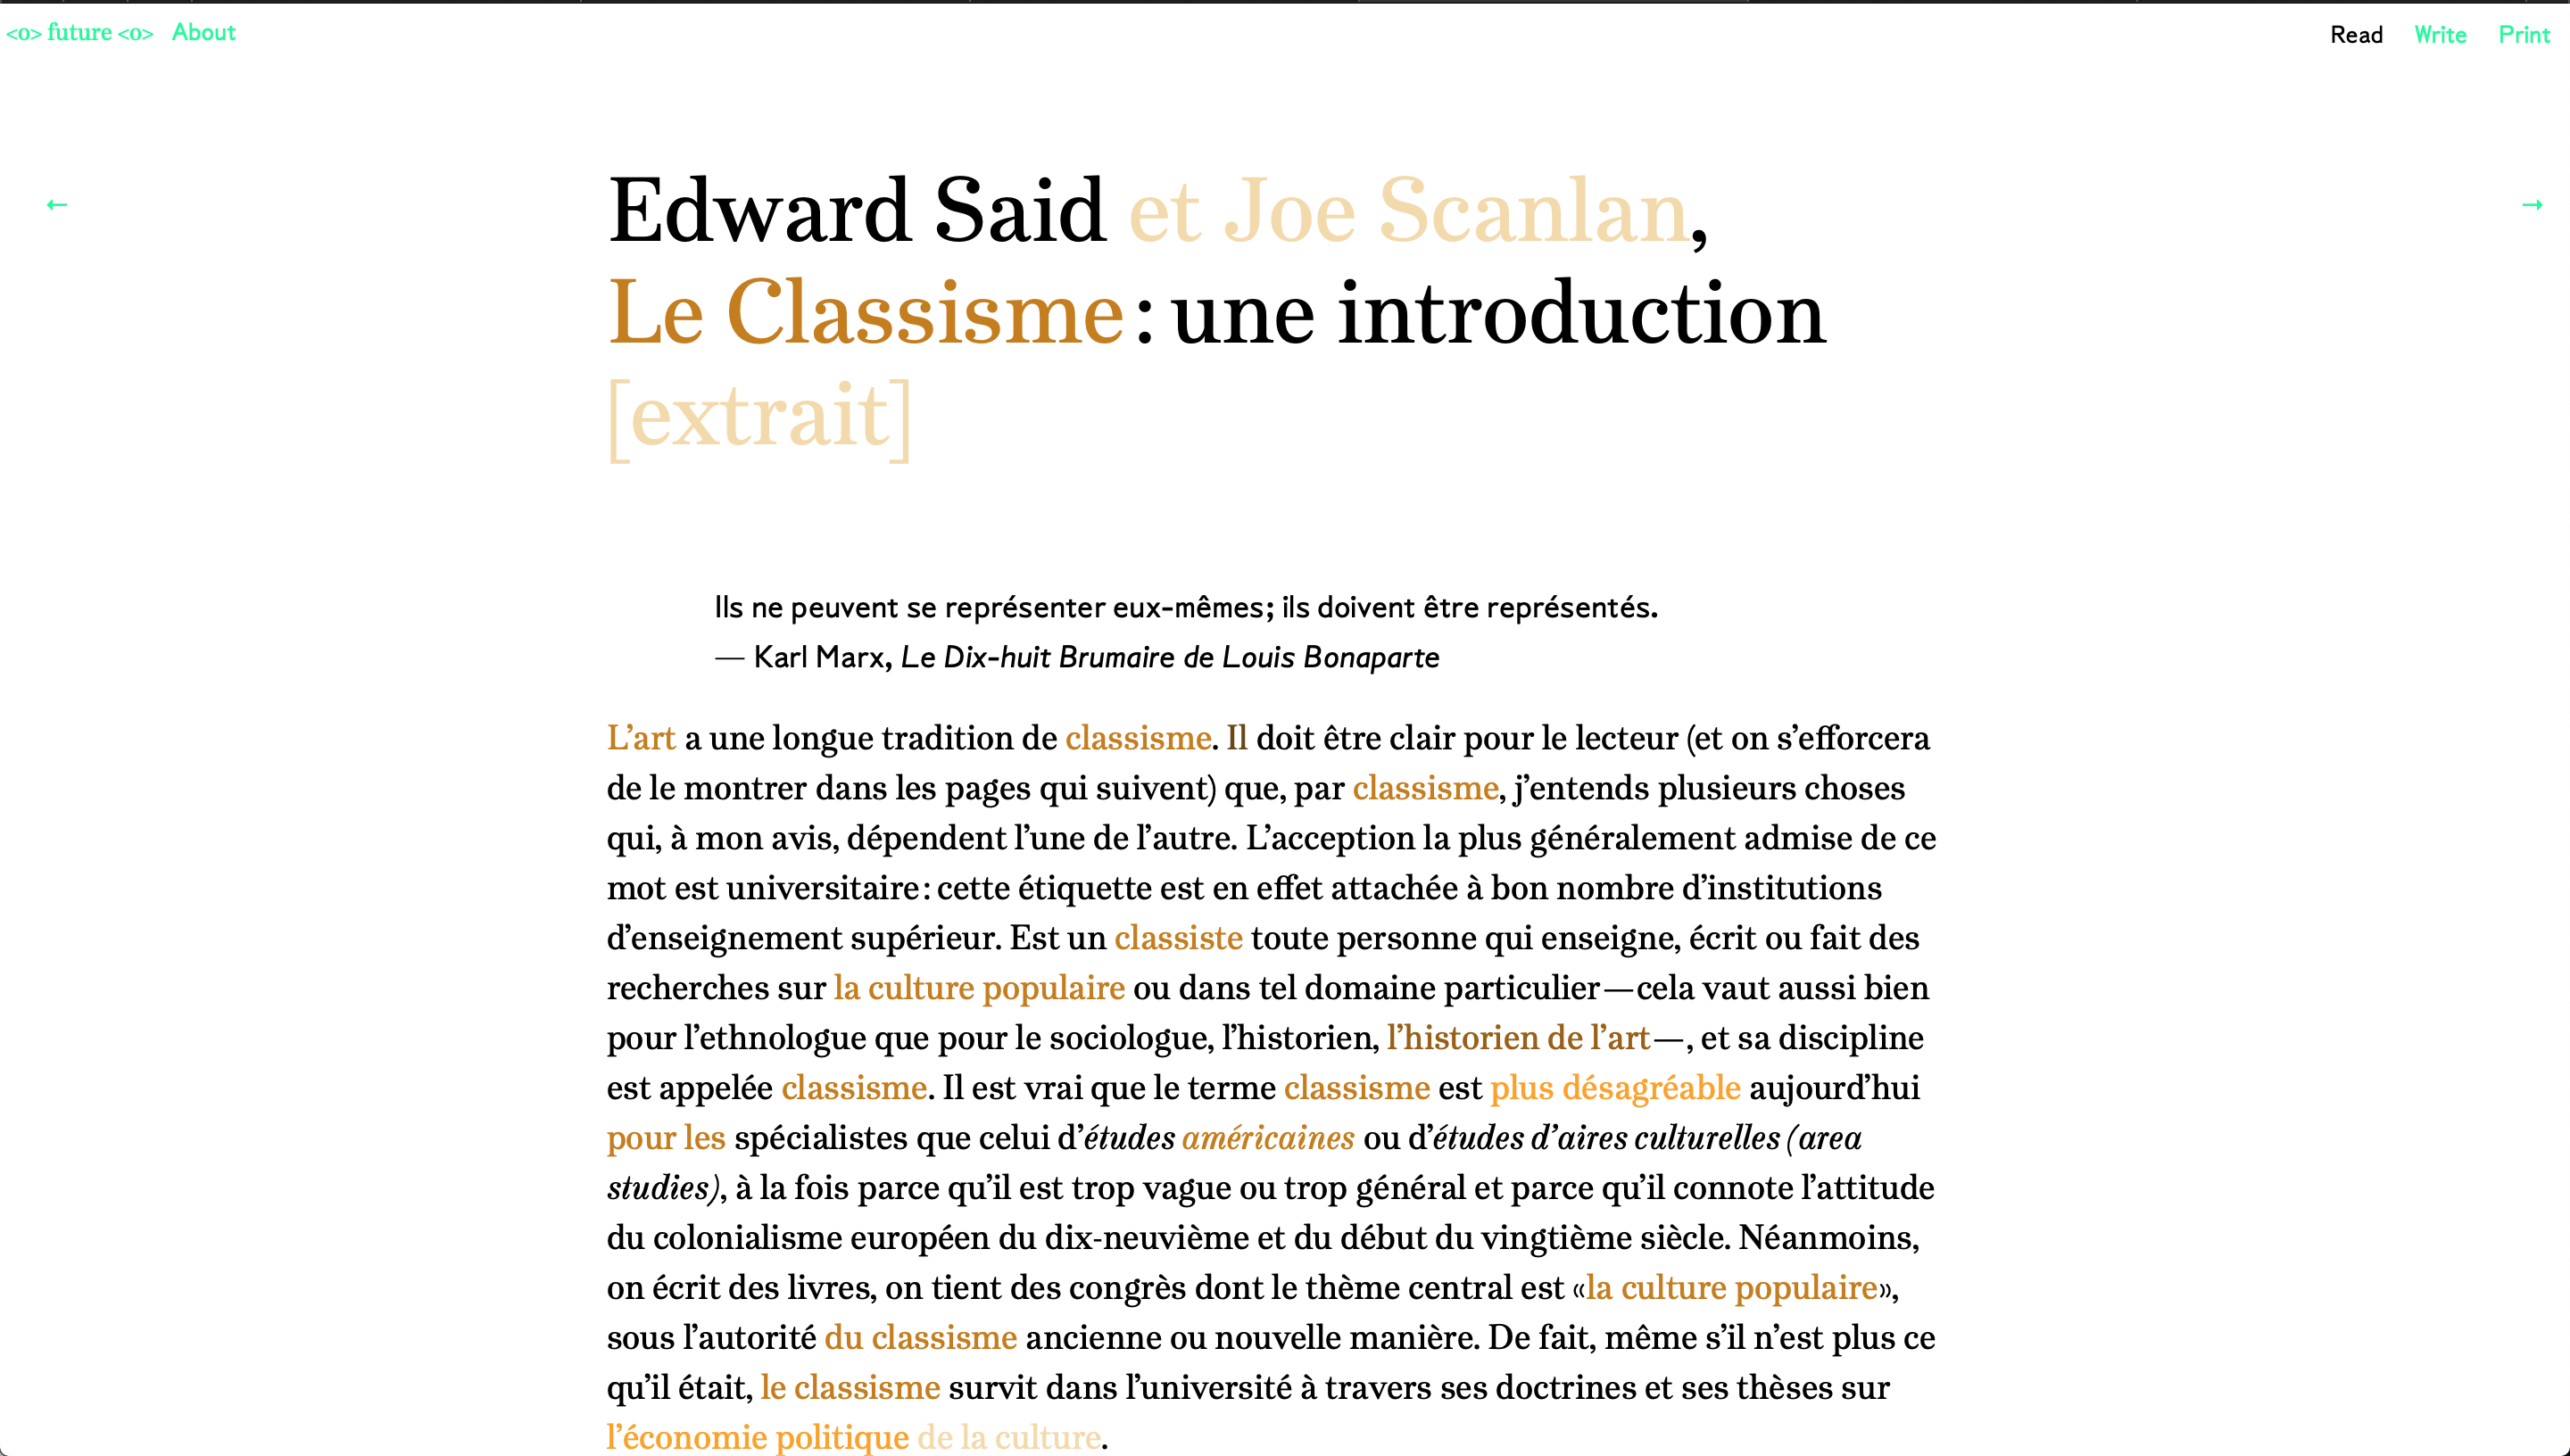 <o> future <o> About
Read Write Print
← →
Edward Said et Joe Scanlan,
Le Classisme : une introduction
[extrait]
Ils ne peuvent se représenter eux-mêmes ; ils doivent être représentés.
— Karl Marx, Le Dix-huit Brumaire de Louis Bonaparte
L’art a une longue tradition de classisme. Il doit être clair pour le lecteur (et on s’efforcera
de le montrer dans les pages qui suivent) que, par classisme, j’entends plusieurs choses
qui, à mon avis, dépendent l’une de l’autre. L’acception la plus généralement admise de ce
mot est universitaire : cette étiquette est en effet attachée à bon nombre d’institutions
d’enseignement supérieur. Est un classiste toute personne qui enseigne, écrit ou fait des
recherches sur la culture populaire ou dans tel domaine particulier — cela vaut aussi bien
pour l’ethnologue que pour le sociologue, l’historien, l’historien de l’art —, et sa discipline
est appelée classisme. Il est vrai que le terme classisme est plus désagréable aujourd’hui
pour les spécialistes que celui d’études américaines ou d’études d’aires culturelles (area
studies), à la fois parce qu’il est trop vague ou trop général et parce qu’il connote l’attitude
du colonialisme européen du dix-neuvième et du début du vingtième siècle. Néanmoins,
on écrit des livres, on tient des congrès dont le thème central est «la culture populaire»,
sous l’autorité du classisme ancienne ou nouvelle manière. De fait, même s’il n’est plus ce
qu’il était, le classisme survit dans l’université à travers ses doctrines et ses thèses sur
l’économie politique de la culture.